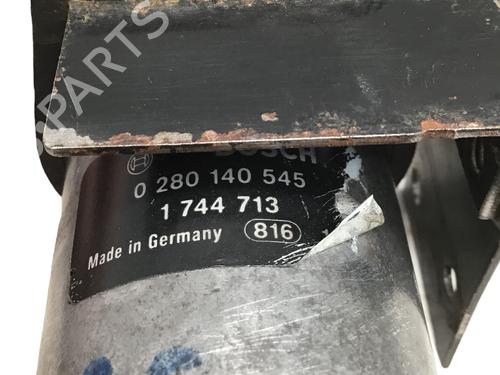 PARTS
BOSCH
0 280 140 545
1 744 713
Made in Germany 816